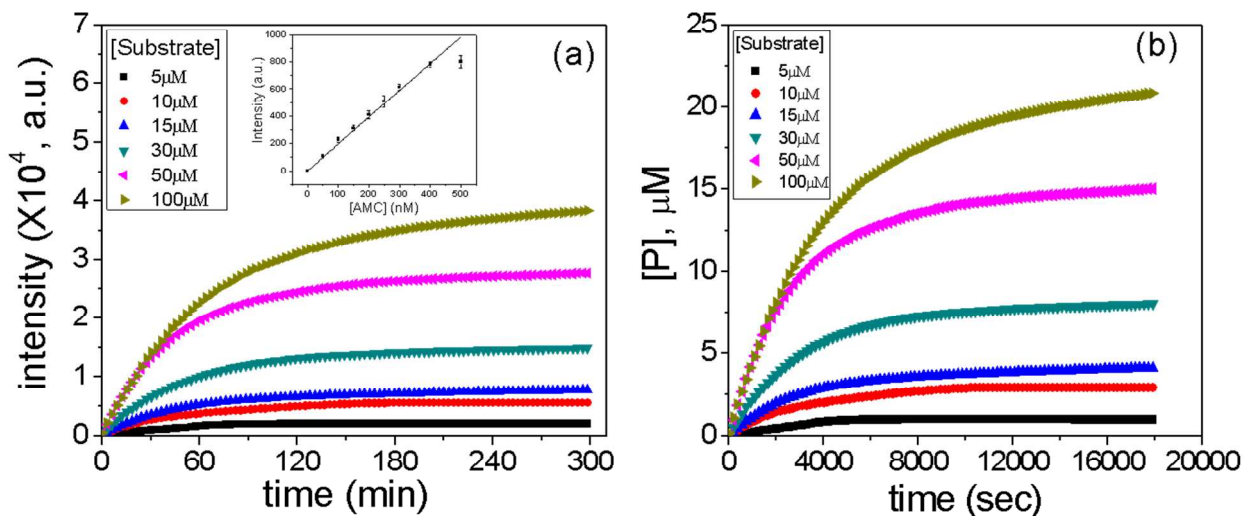 (a)
[Substrate]
5μM
10μM
15μM
30μM
50μM
100μM
intensity (X10⁴, a.u.)
7
6
5
4
3
2
1
0
0 60 120 180 240 300
time (min)
Intensity (a.u.)
1000
800
600
400
200
0
0 100 200 300 400 500
[AMC] (nM)
(b)
[Substrate]
5μM
10μM
15μM
30μM
50μM
100μM
[P], μM
25
20
15
10
5
0
0 4000 8000 12000 16000 20000
time (sec)